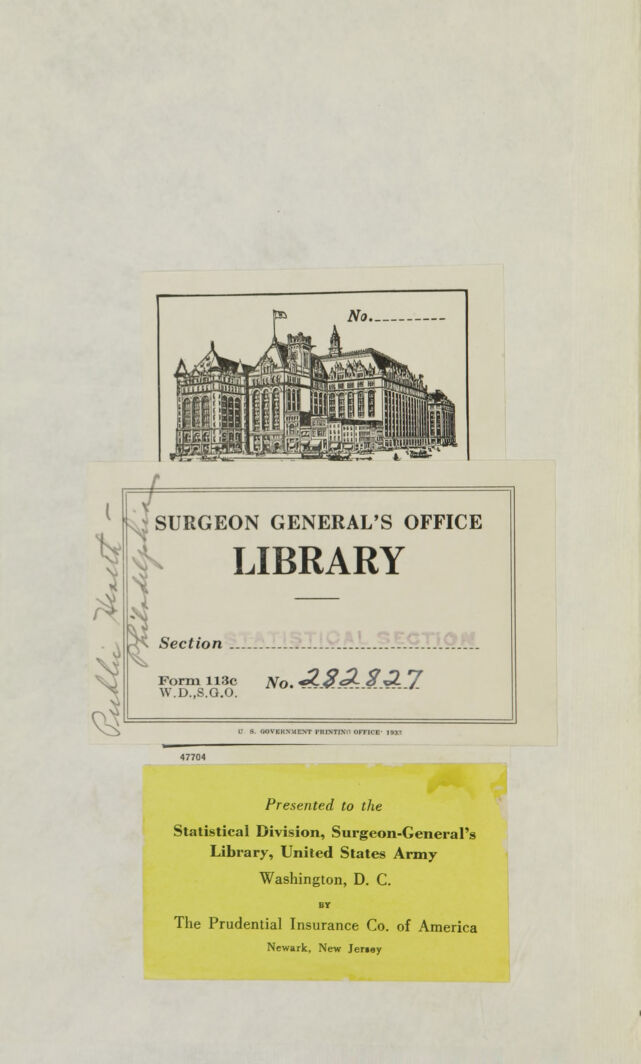 No.
SURGEON GENERAL'S OFFICE
LIBRARY
Section STATISTICAL SECTION
Form 113c
W.D.,S.G.O.
No. 282827
Public Health –
Philadelphia
U. S. GOVERNMENT PRINTING OFFICE: 1933
47704
Presented to the
Statistical Division, Surgeon-General's
Library, United States Army
Washington, D. C.
BY
The Prudential Insurance Co. of America
Newark, New Jersey